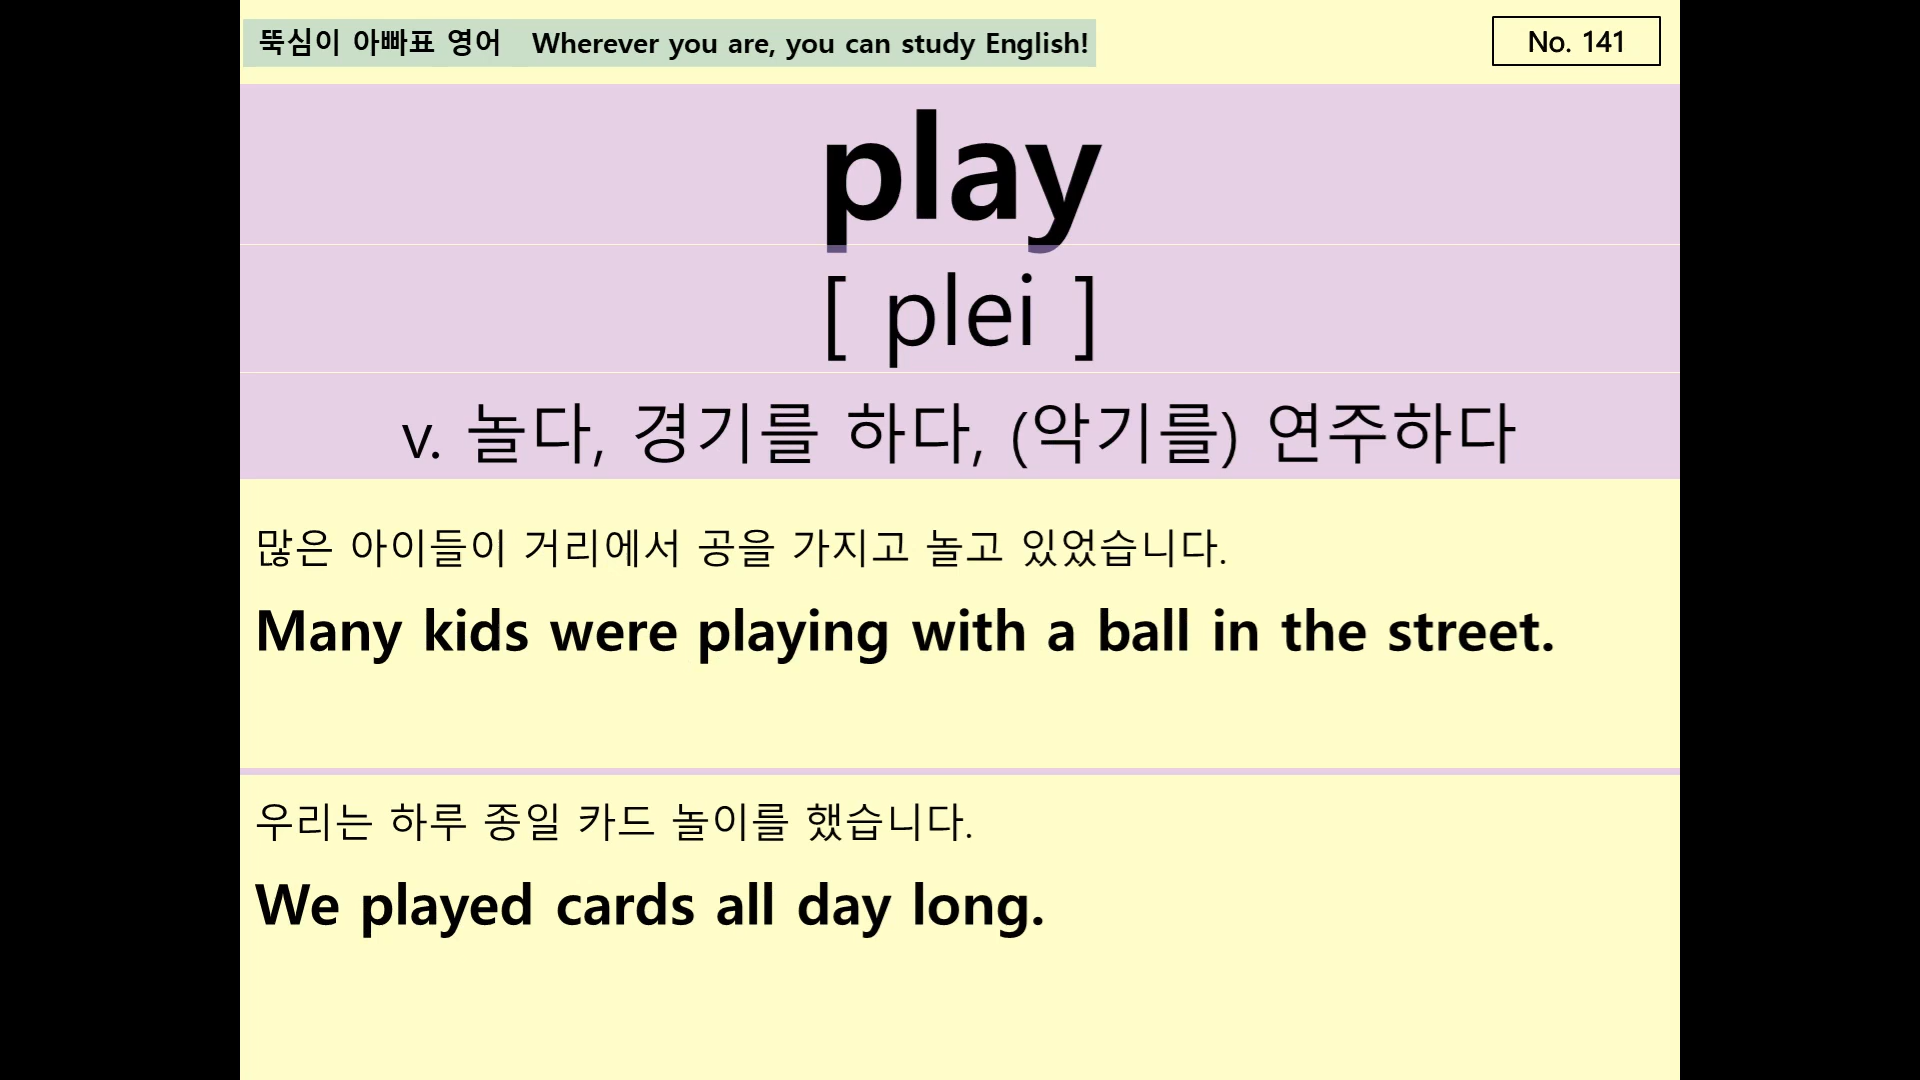 뚝심이 아빠표 영어 Wherever you are, you can study English!
No. 141
play
[ plei ]
v. 놀다, 경기를 하다, (악기를) 연주하다
많은 아이들이 거리에서 공을 가지고 놀고 있었습니다.
Many kids were playing with a ball in the street.
우리는 하루 종일 카드 놀이를 했습니다.
We played cards all day long.